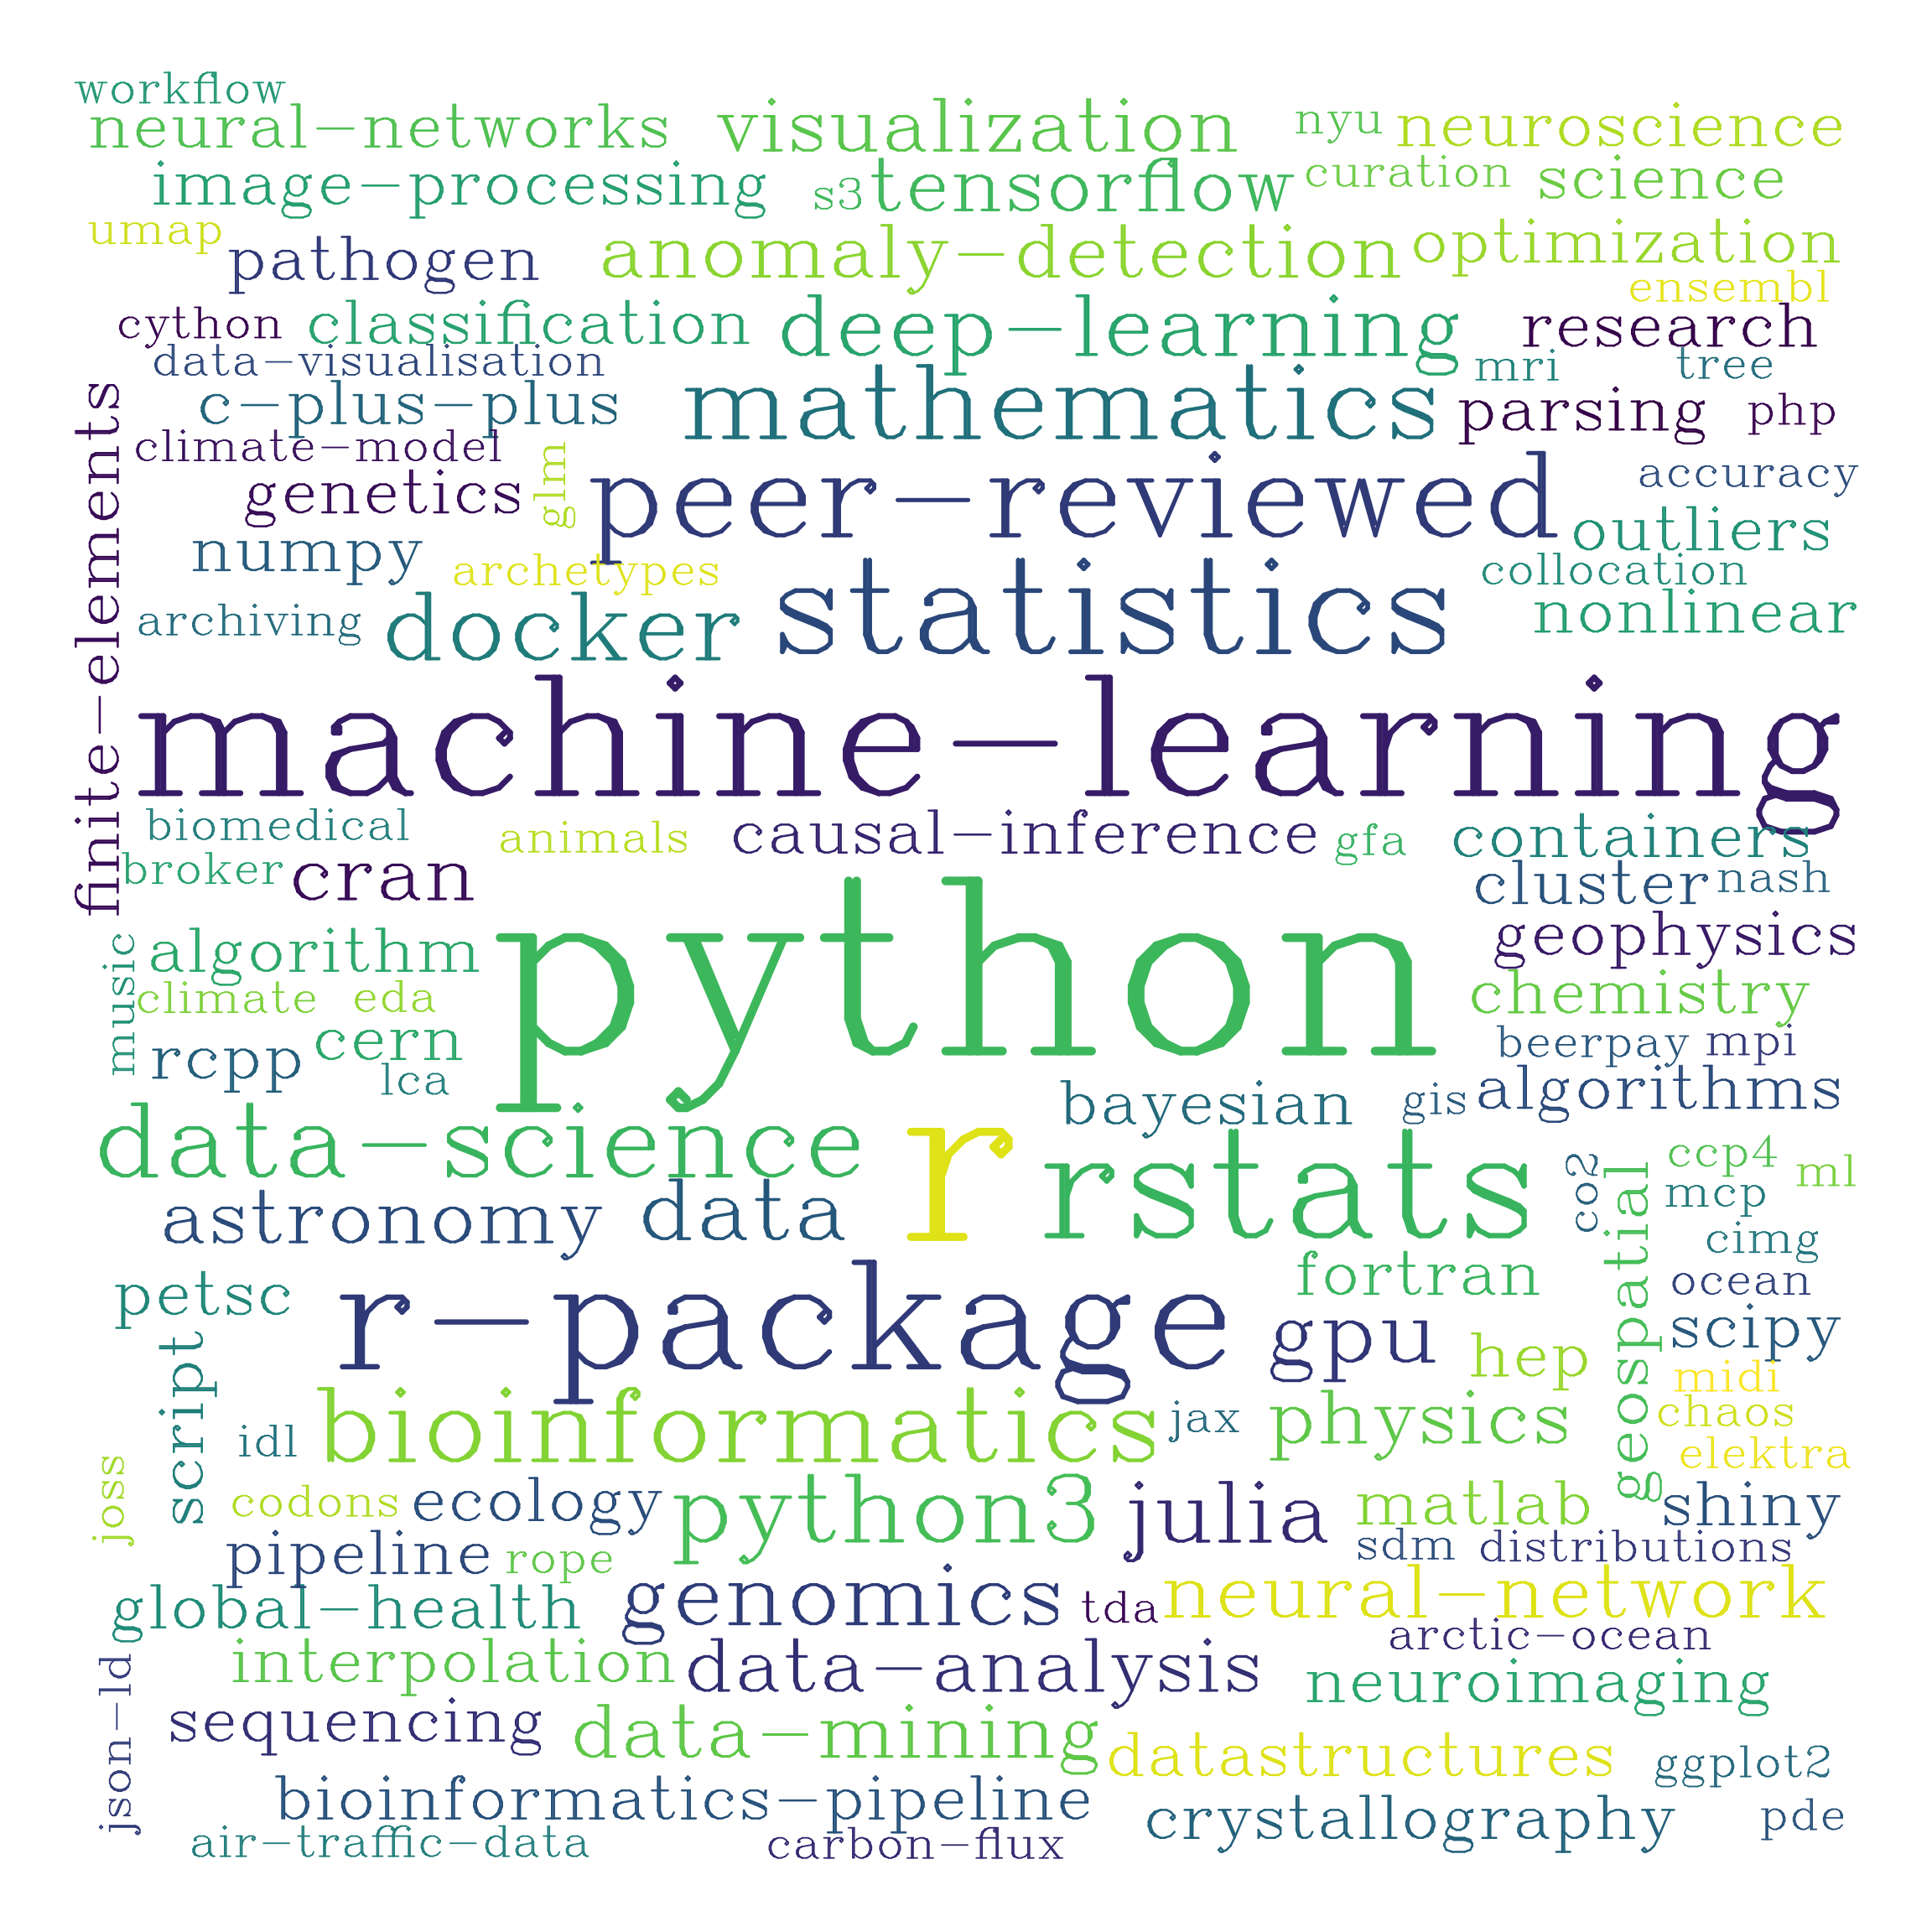 workflow
neural-networks visualization nyu neuroscience
image-processing s3 tensorflow curation science
umap pathogen anomaly-detection optimization
ensembl
cython classification deep-learning research
data-visualisation mri tree
c-plus-plus mathematics parsing php
climate-model
finite-elements
genetics glm peer-reviewed accuracy
numpy archetypes outliers
collocation
archiving docker statistics nonlinear
machine-learning
biomedical animals causal-inference gfa containers
broker cran cluster nash
python
music algorithm geophysics
climate eda chemistry
rcpp cern beerpay mpi
lca
bayesian gis algorithms
data-science r rstats co2 geospatial ccp4 ml
mcp
astronomy data cimg
petsc fortran ocean
r-package gpu hep scipy
script midi
idl bioinformatics jax physics chaos
elektra
joss codons ecology python3 julia matlab shiny
pipeline rope sdm distributions
global-health genomics tda neural-network
arctic-ocean
json-ld interpolation data-analysis neuroimaging
sequencing data-mining datastructures ggplot2
bioinformatics-pipeline crystallography pde
air-traffic-data carbon-flux